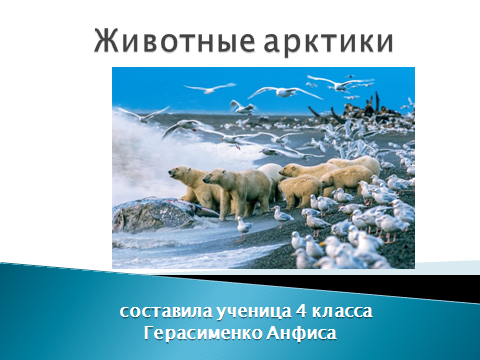 Животные арктики
составила ученица 4 класса
Герасименко Анфиса